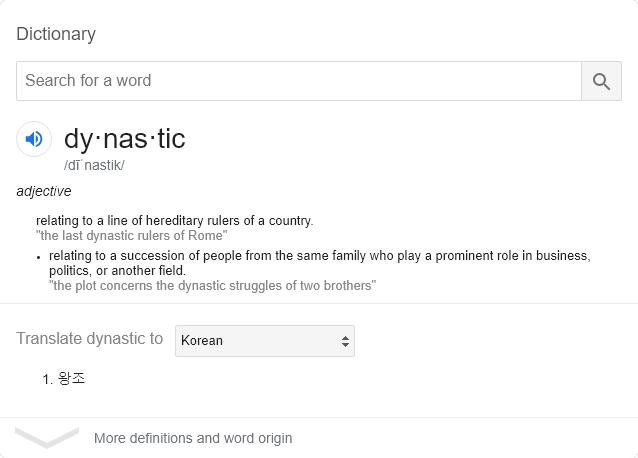 Dictionary
Search for a word
dy·nas·tic
/dīˈnastik/
adjective
relating to a line of hereditary rulers of a country.
"the last dynastic rulers of Rome"
• relating to a succession of people from the same family who play a prominent role in business,
politics, or another field.
"the plot concerns the dynastic struggles of two brothers"
Translate dynastic to Korean
1. 왕조
More definitions and word origin